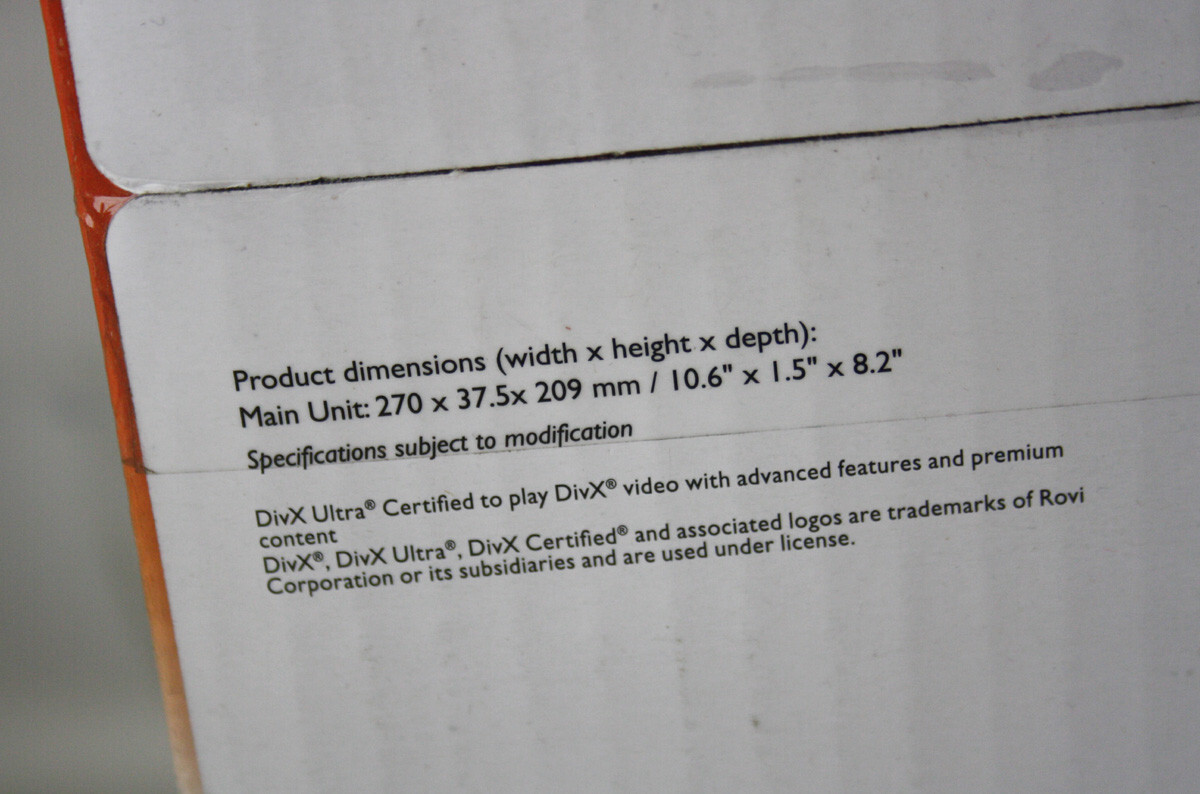 Product dimensions (width x height x depth):
Main Unit: 270 x 37.5x 209 mm / 10.6" x 1.5" x 8.2"
Specifications subject to modification
DivX Ultra® Certified to play DivX® video with advanced features and premium
content
DivX®, DivX Ultra®, DivX Certified® and associated logos are trademarks of Rovi
Corporation or its subsidiaries and are used under license.